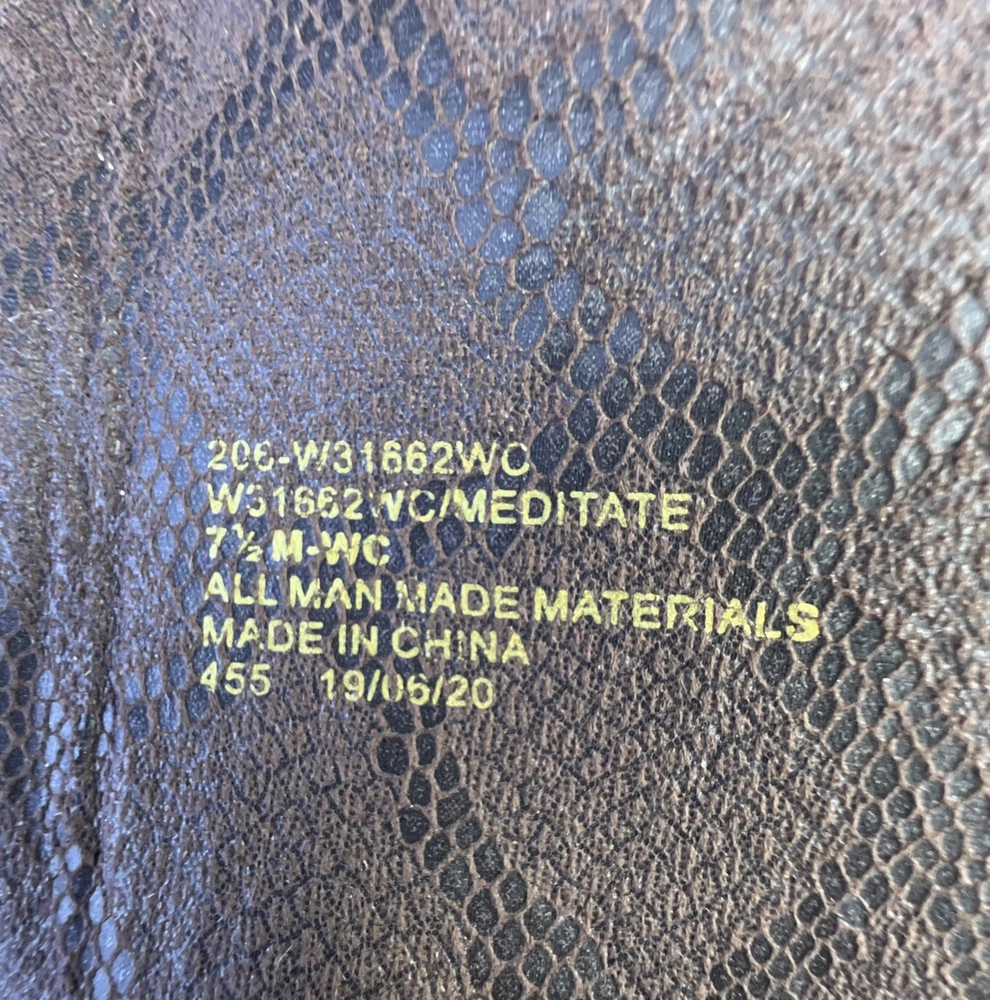 206-W31662WC
W31662WC/MEDITATE
7½ M-WC
ALL MAN MADE MATERIALS
MADE IN CHINA
455 19/06/20